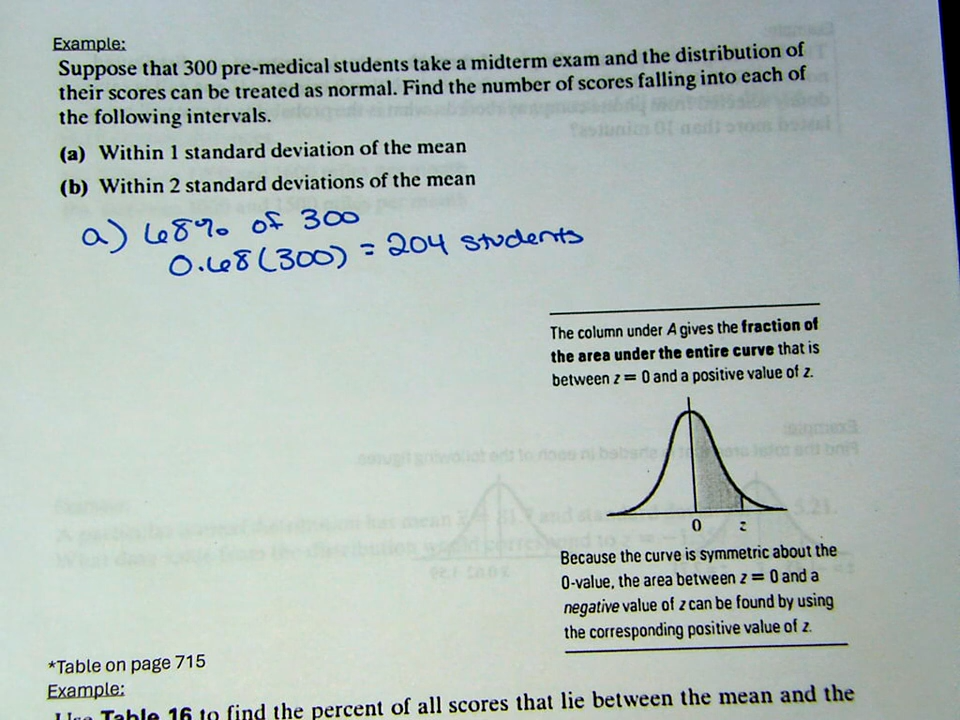 Example:
Suppose that 300 pre-medical students take a midterm exam and the distribution of
their scores can be treated as normal. Find the number of scores falling into each of
the following intervals.
(a) Within 1 standard deviation of the mean
(b) Within 2 standard deviations of the mean
a) 68% of 300
0.68(300) = 204 students
The column under A gives the fraction of
the area under the entire curve that is
between z = 0 and a positive value of z.
0 z
Because the curve is symmetric about the
0-value, the area between z = 0 and a
negative value of z can be found by using
the corresponding positive value of z.
*Table on page 715
Example:
Use Table 16 to find the percent of all scores that lie between the mean and the